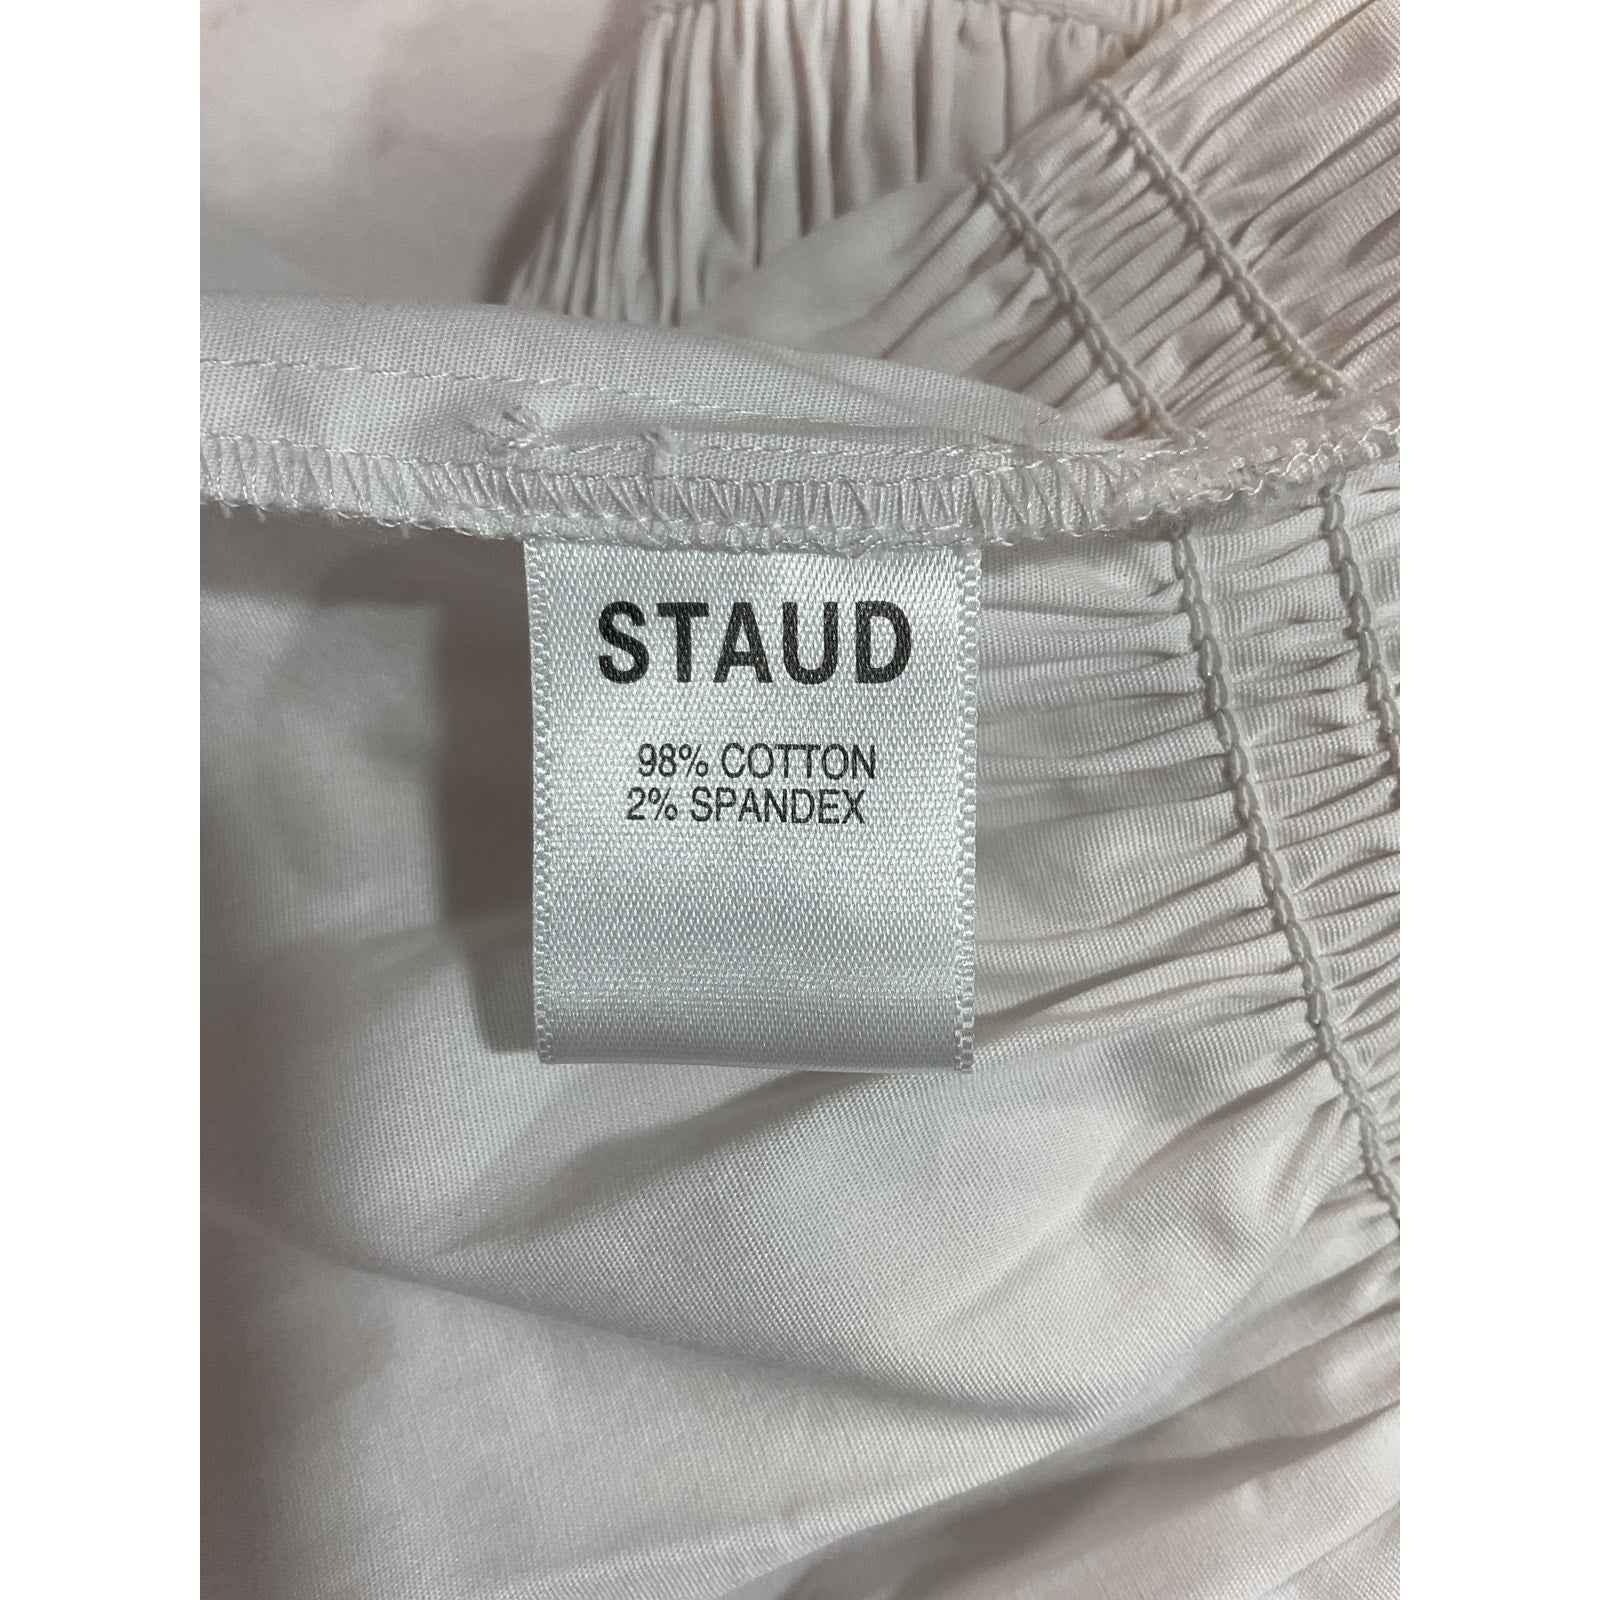 STAUD
98% COTTON
2% SPANDEX